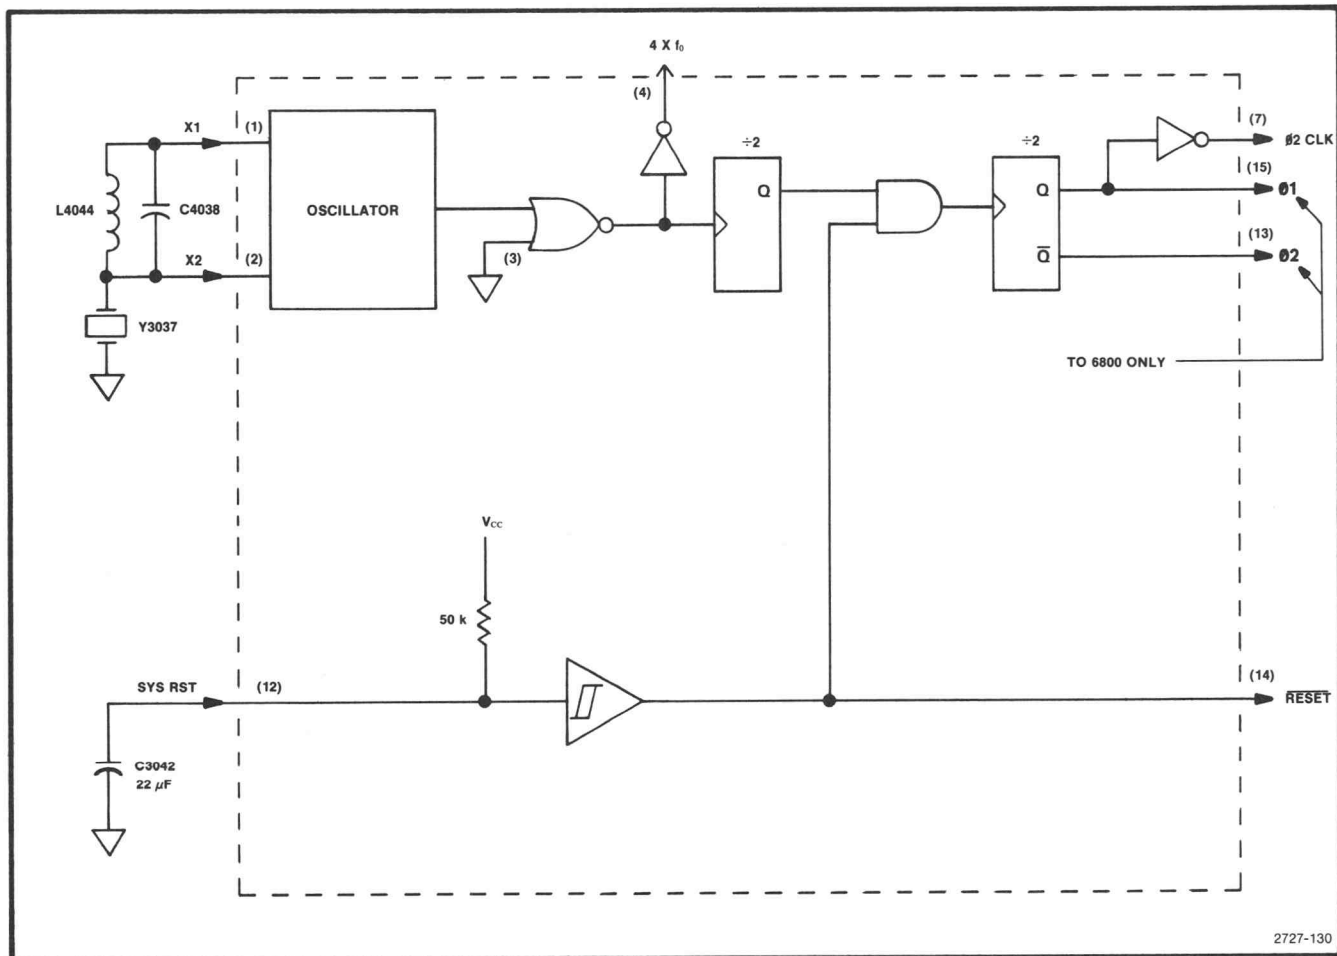 4 X f₀
(4)
X1
(1)
÷2
÷2
(7)
ø2 CLK
OSCILLATOR
Q
Q
(15)
ø1
L4044
C4038
X2
(2)
(3)
Q̅
(13)
ø2
Y3037
TO 6800 ONLY
V_CC
50 k
SYS RST
(12)
(14)
R̅E̅S̅E̅T̅
C3042
22 µF
2727-130